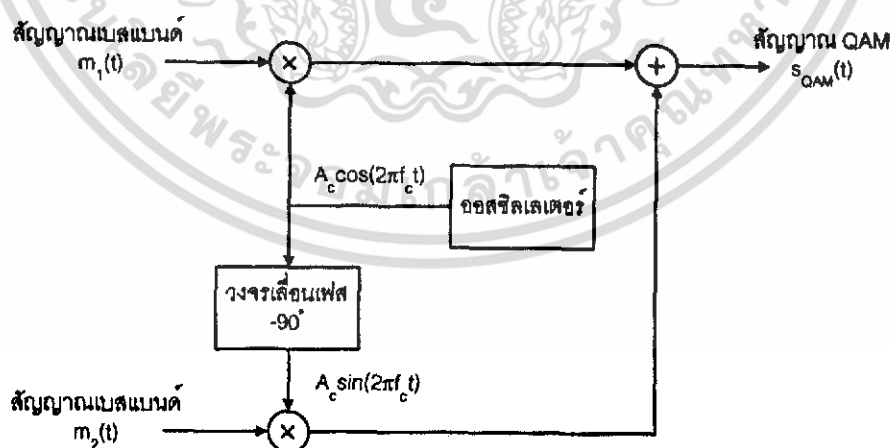 สัญญาณเบสแบนด์
m₁(t)
สัญญาณ QAM
s_QAM(t)
A_c cos(2πf_c t)
ออสซิลเลเตอร์
วงจรเลื่อนเฟส
-90°
A_c sin(2πf_c t)
สัญญาณเบสแบนด์
m₂(t)